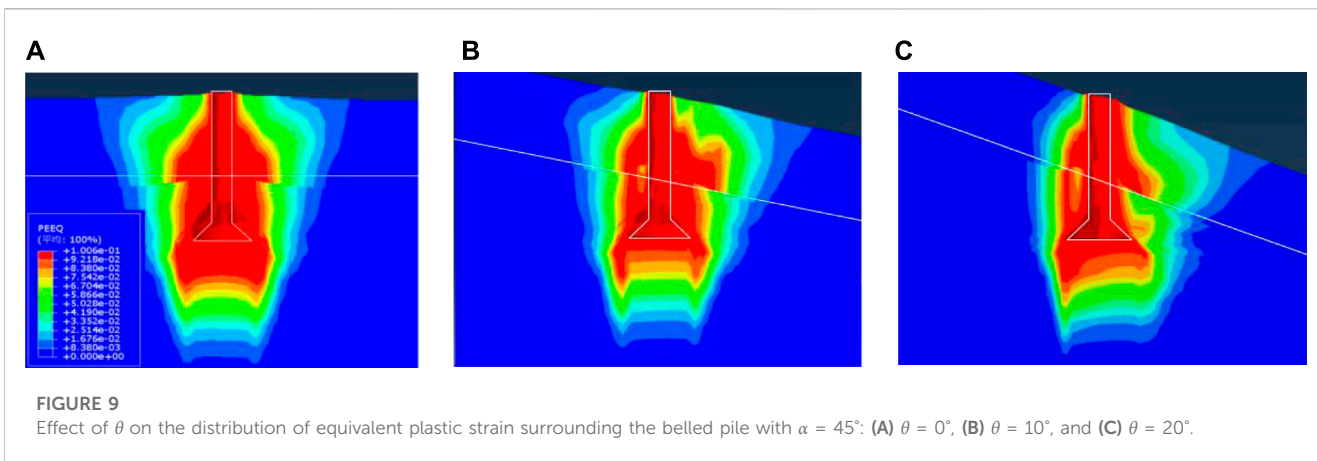 A
B
C
PEEQ
(平均: 100%)
+1.006e-01
+9.218e-02
+8.380e-02
+7.542e-02
+6.704e-02
+5.866e-02
+5.028e-02
+4.190e-02
+3.352e-02
+2.514e-02
+1.676e-02
+8.380e-03
+0.000e+00
FIGURE 9
Effect of θ on the distribution of equivalent plastic strain surrounding the belled pile with α = 45°: (A) θ = 0°, (B) θ = 10°, and (C) θ = 20°.